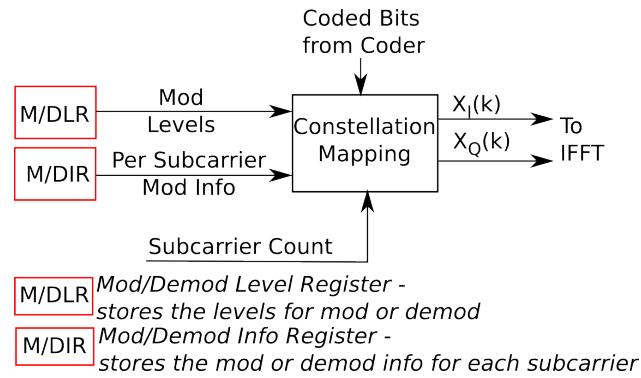 Coded Bits
from Coder
M/DLR
Mod
Levels
M/DIR
Per Subcarrier
Mod Info
Constellation
Mapping
X_I(k)
X_Q(k)
To
IFFT
Subcarrier Count
M/DLR
Mod/Demod Level Register -
stores the levels for mod or demod
M/DIR
Mod/Demod Info Register -
stores the mod or demod info for each subcarrier